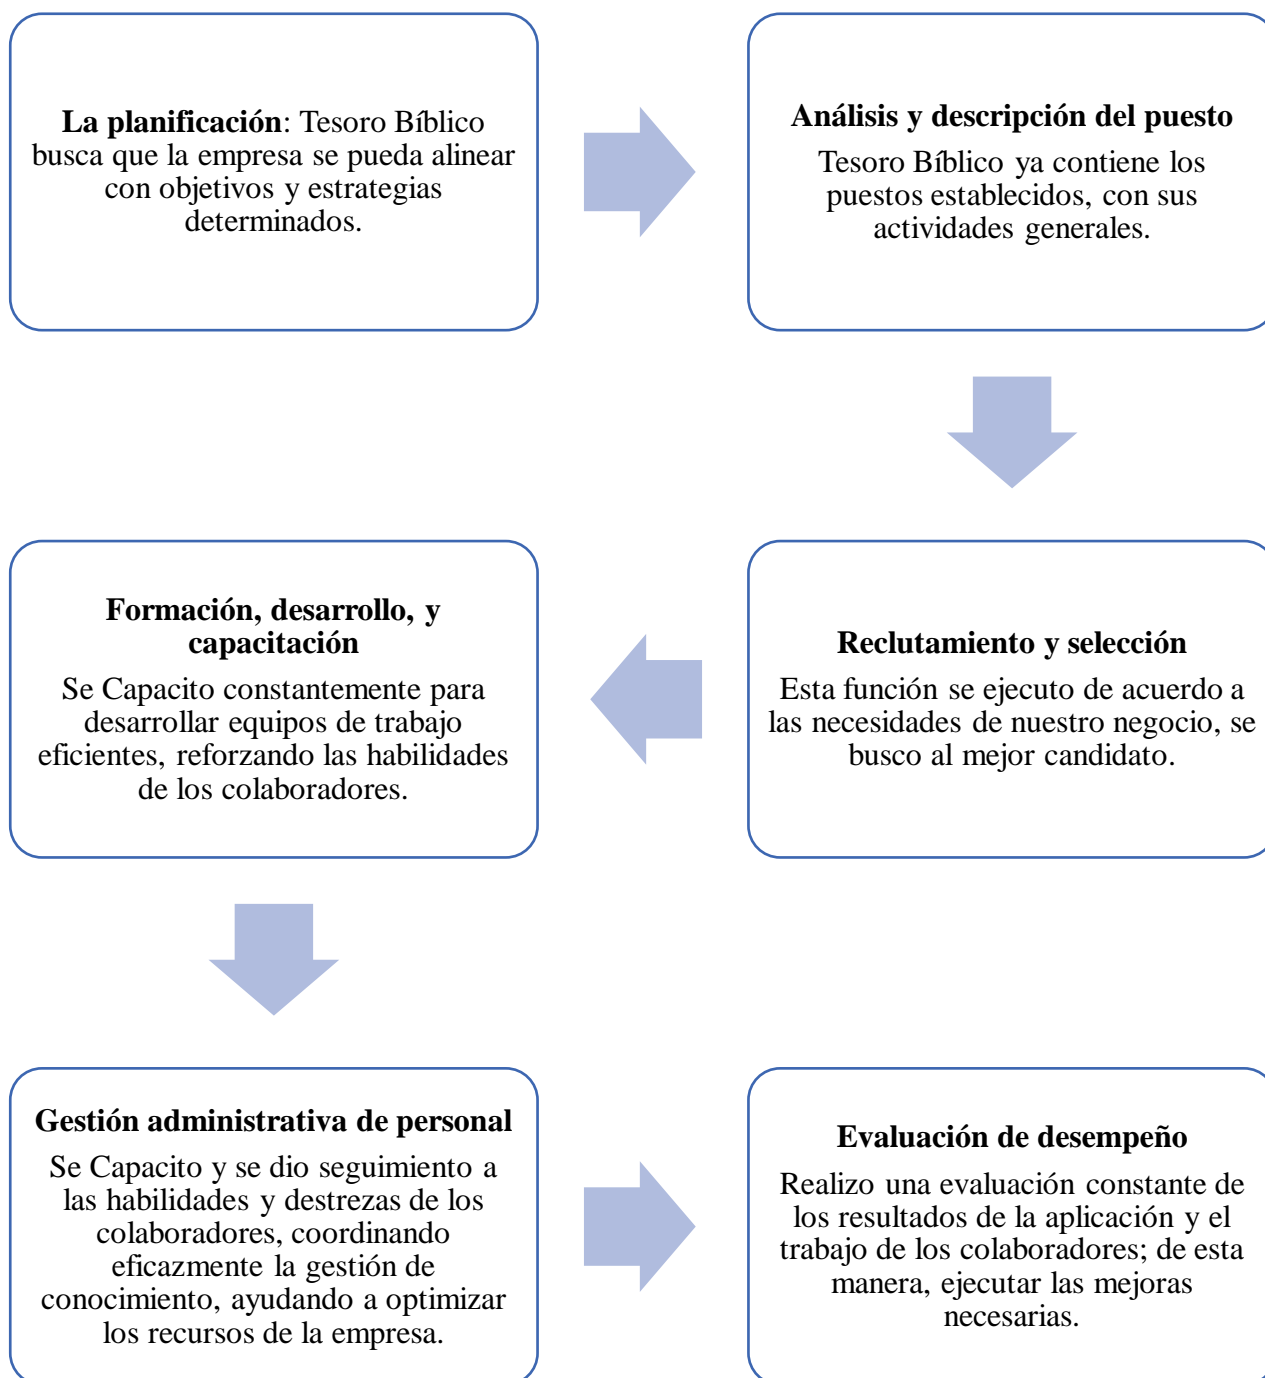 La planificación: Tesoro Bíblico
busca que la empresa se pueda alinear
con objetivos y estrategias
determinados.
Análisis y descripción del puesto
Tesoro Bíblico ya contiene los
puestos establecidos, con sus
actividades generales.
Reclutamiento y selección
Esta función se ejecuto de acuerdo a
las necesidades de nuestro negocio, se
busco al mejor candidato.
Formación, desarrollo, y
capacitación
Se Capacito constantemente para
desarrollar equipos de trabajo
eficientes, reforzando las habilidades
de los colaboradores.
Gestión administrativa de personal
Se Capacito y se dio seguimiento a
las habilidades y destrezas de los
colaboradores, coordinando
eficazmente la gestión de
conocimiento, ayudando a optimizar
los recursos de la empresa.
Evaluación de desempeño
Realizo una evaluación constante de
los resultados de la aplicación y el
trabajo de los colaboradores; de esta
manera, ejecutar las mejoras
necesarias.